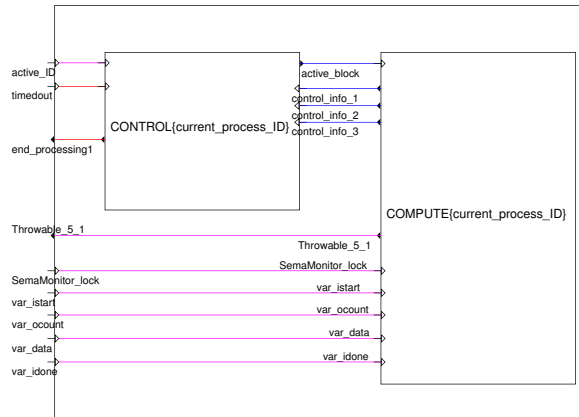 active_ID
active_block
timedout
control_info_1
control_info_2
CONTROL{current_process_ID}
control_info_3
end_processing1
COMPUTE{current_process_ID}
Throwable_5_1
Throwable_5_1
SemaMonitor_lock
SemaMonitor_lock
var_istart
var_istart
var_ocount
var_ocount
var_data
var_data
var_idone
var_idone